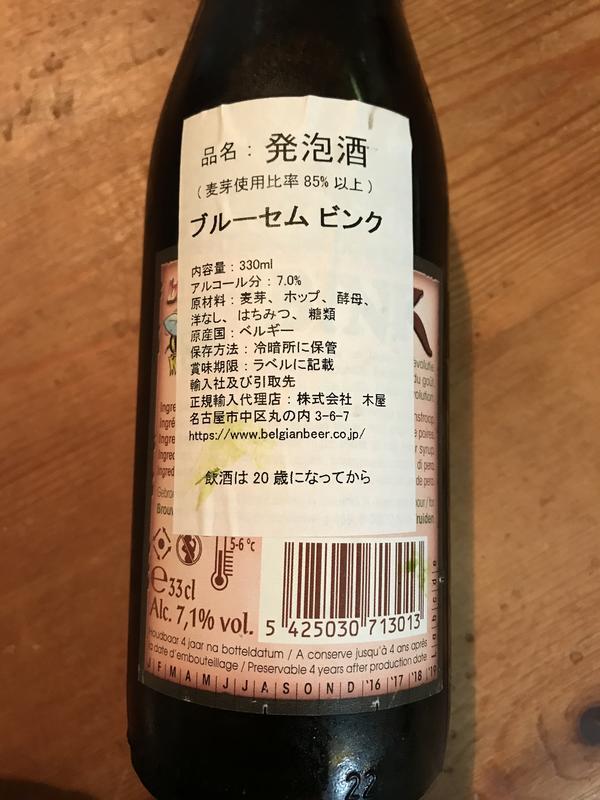 品名：発泡酒
（麦芽使用比率 85% 以上）
ブルーセム ビンク
内容量：330ml
アルコール分：7.0%
原材料：麦芽、ホップ、酵母、
洋なし、はちみつ、糖類
原産国：ベルギー
保存方法：冷暗所に保管
賞味期限：ラベルに記載
輸入社及び引取先
正規輸入代理店：株式会社 木屋
名古屋市中区丸の内 3-6-7
https://www.belgianbeer.co.jp/
飲酒は 20 歳になってから
5-6 °c
e 33cl
Alc. 7,1% vol.
5 425030 713013
Houdbaar 4 jaar na botteldatum / A conserver jusqu'à 4 ans après
la date d'embouteillage / Preservable 4 years after production date
J F M A M J J A S O N D '16 '17 '18 '19
22